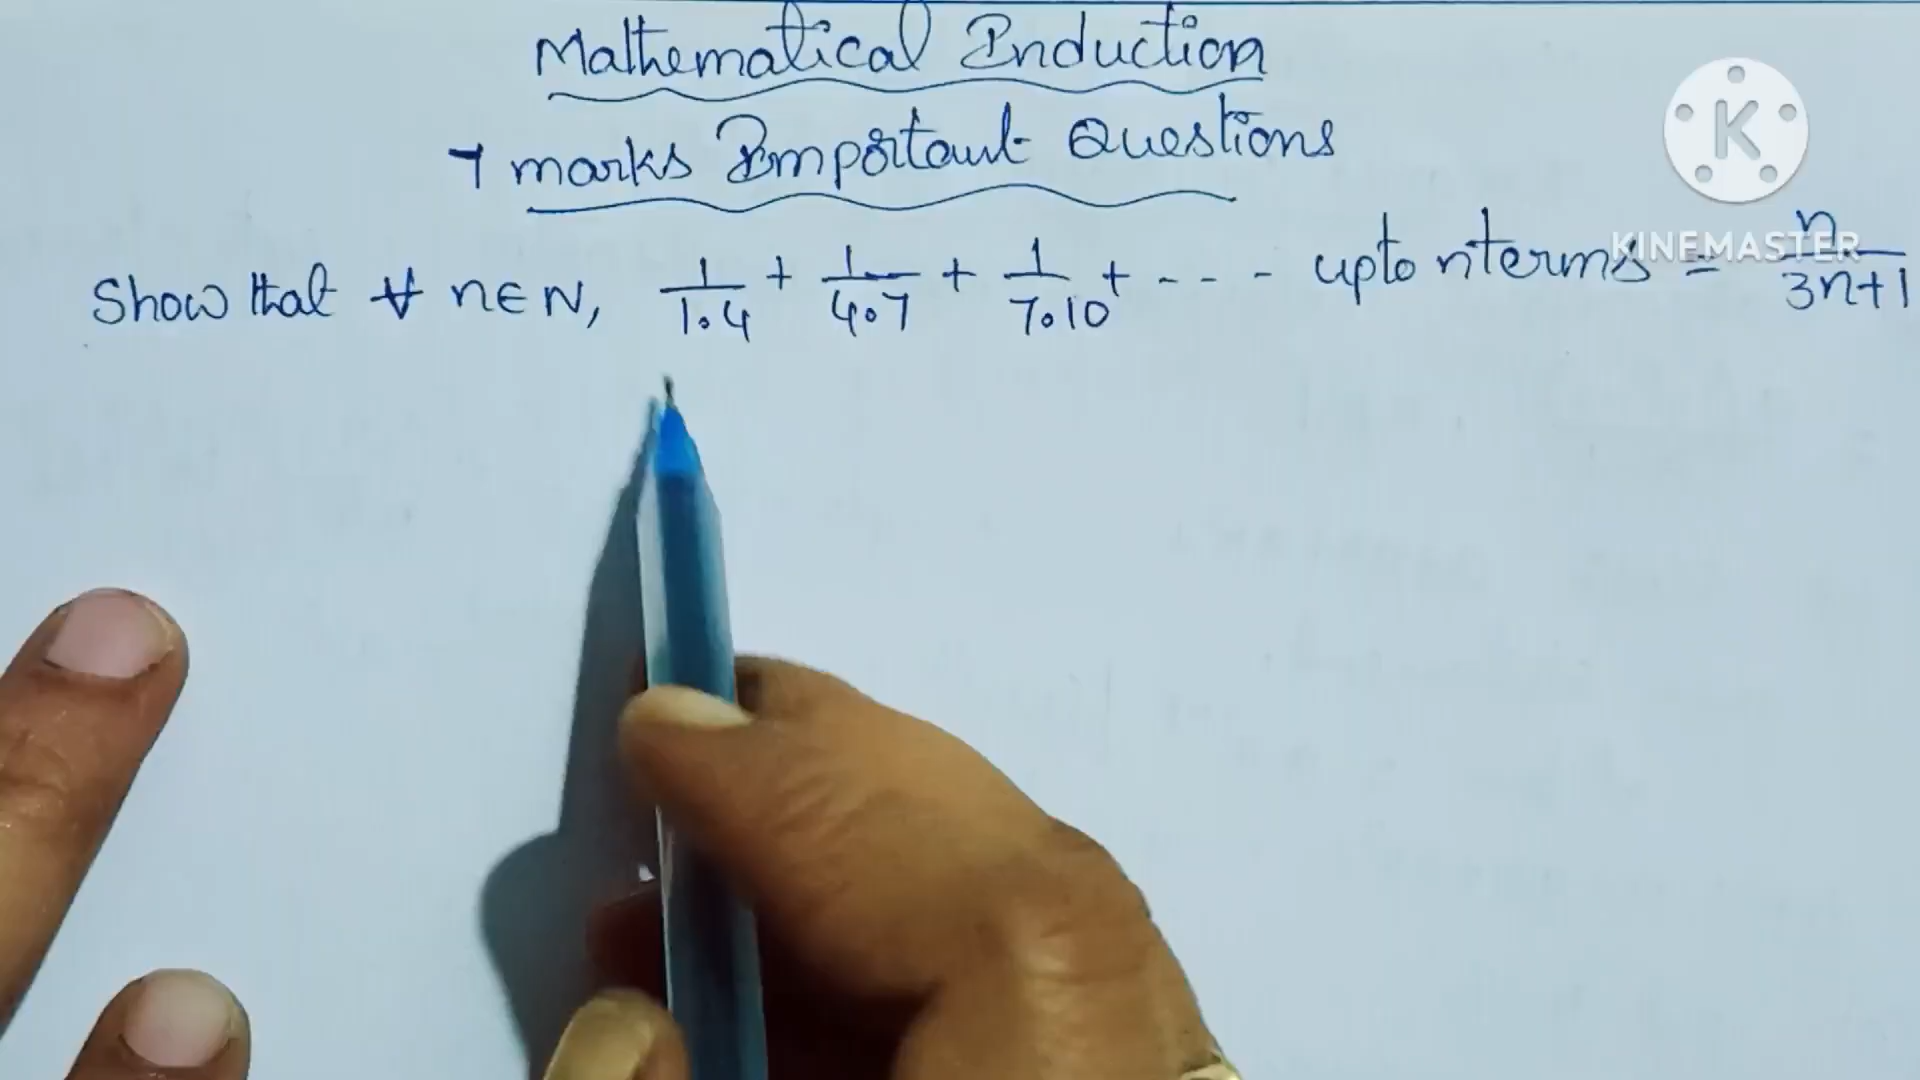 Mathematical Induction
7 marks Important Questions
Show that ∀ n∈N, 1/1.4 + 1/4.7 + 1/7.10 + - - - upto n terms = n/3n+1
K
KINEMASTER